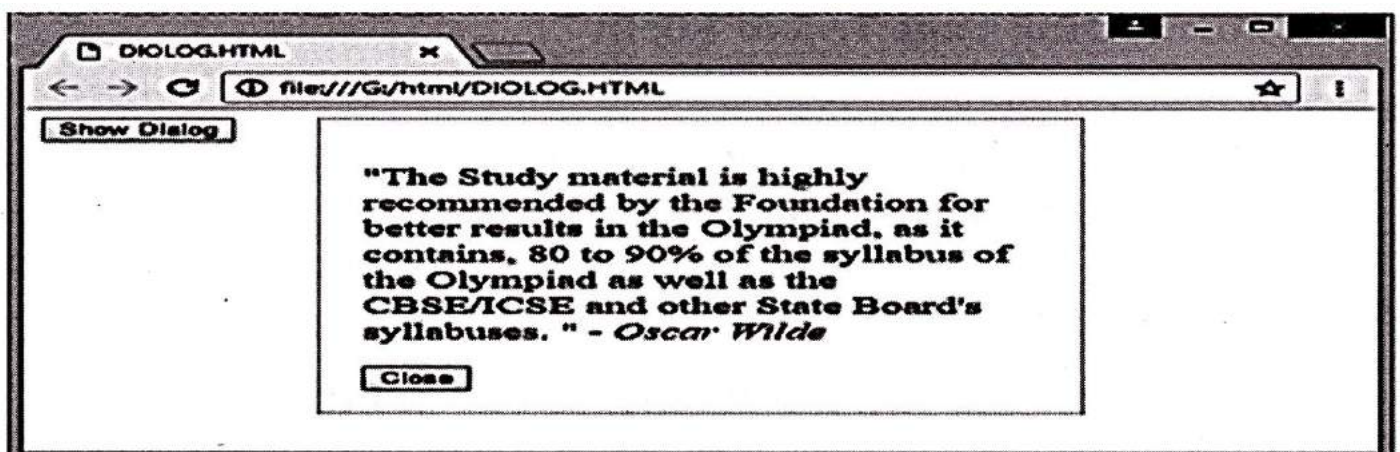 DIOLOG.HTML
file:///G:/html/DIOLOG.HTML
Show Dialog
"The Study material is highly
recommended by the Foundation for
better results in the Olympiad, as it
contains, 80 to 90% of the syllabus of
the Olympiad as well as the
CBSE/ICSE and other State Board's
syllabuses. " - Oscar Wilde
Close